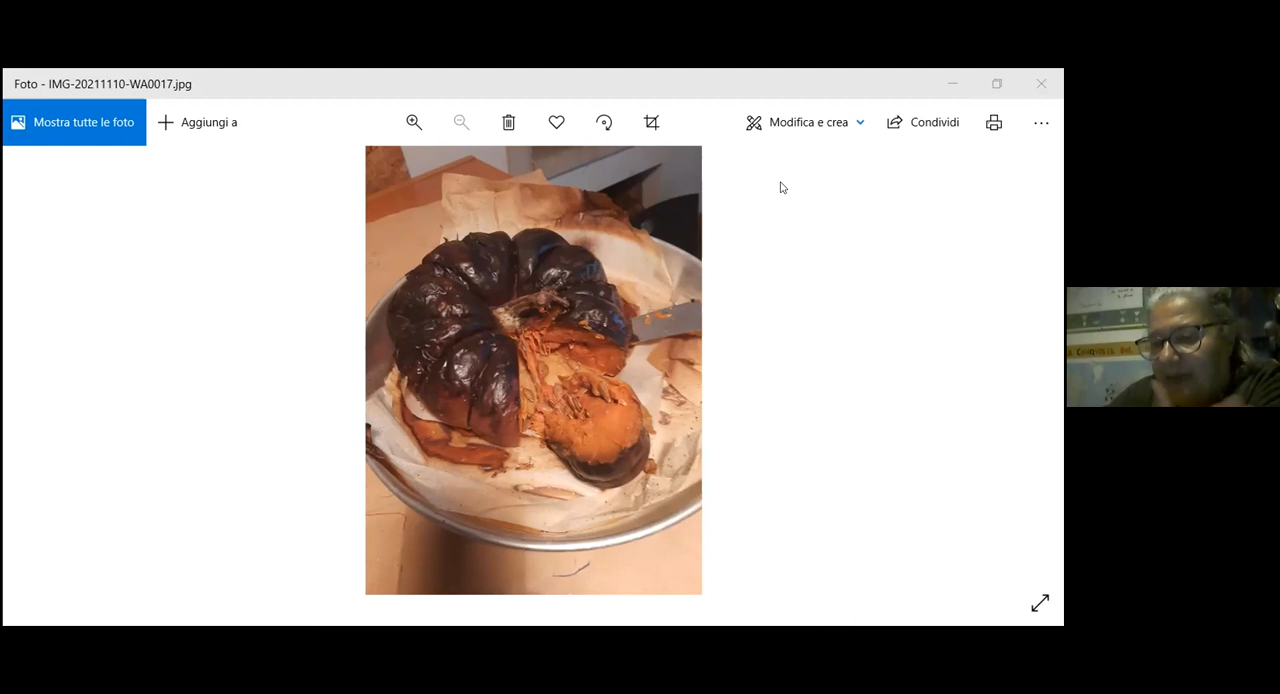 Foto - IMG-20211110-WA0017.jpg
Mostra tutte le foto
Aggiungi a
Modifica e crea
Condividi